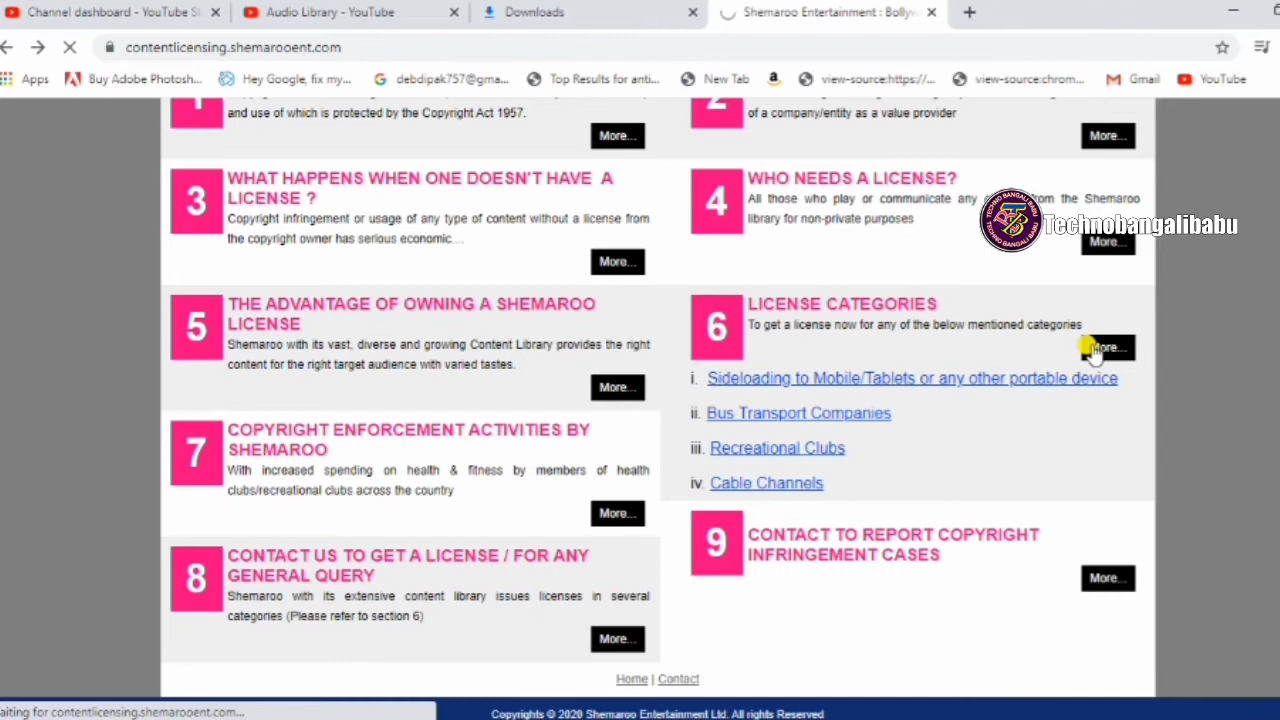 Channel dashboard - YouTube St
Audio Library - YouTube
Downloads
Shemaroo Entertainment : Bollyw
contentlicensing.shemarooent.com
Apps
Buy Adobe Photosh...
Hey Google, fix my...
debdipak757@gma...
Top Results for anti...
New Tab
view-source:https://...
view-source:chrom...
Gmail
YouTube
1
and use of which is protected by the Copyright Act 1957.
More...
2
of a company/entity as a value provider
More...
3
WHAT HAPPENS WHEN ONE DOESN'T HAVE A
LICENSE ?
Copyright infringement or usage of any type of content without a license from
the copyright owner has serious economic....
More...
4
WHO NEEDS A LICENSE?
All those who play or communicate any from the Shemaroo
library for non-private purposes
More...
TECHNO BANGALI BABU
Technobangalibabu
5
THE ADVANTAGE OF OWNING A SHEMAROO
LICENSE
Shemaroo with its vast, diverse and growing Content Library provides the right
content for the right target audience with varied tastes.
More...
6
LICENSE CATEGORIES
To get a license now for any of the below mentioned categories
More...
i. Sideloading to Mobile/Tablets or any other portable device
ii. Bus Transport Companies
iii. Recreational Clubs
iv. Cable Channels
7
COPYRIGHT ENFORCEMENT ACTIVITIES BY
SHEMAROO
With increased spending on health & fitness by members of health
clubs/recreational clubs across the country
More...
8
CONTACT US TO GET A LICENSE / FOR ANY
GENERAL QUERY
Shemaroo with its extensive content library issues licenses in several
categories (Please refer to section 6)
More...
9
CONTACT TO REPORT COPYRIGHT
INFRINGEMENT CASES
More...
Home | Contact
aiting for contentlicensing.shemarooent.com...
Copyrights © 2020 Shemaroo Entertainment Ltd. All rights Reserved